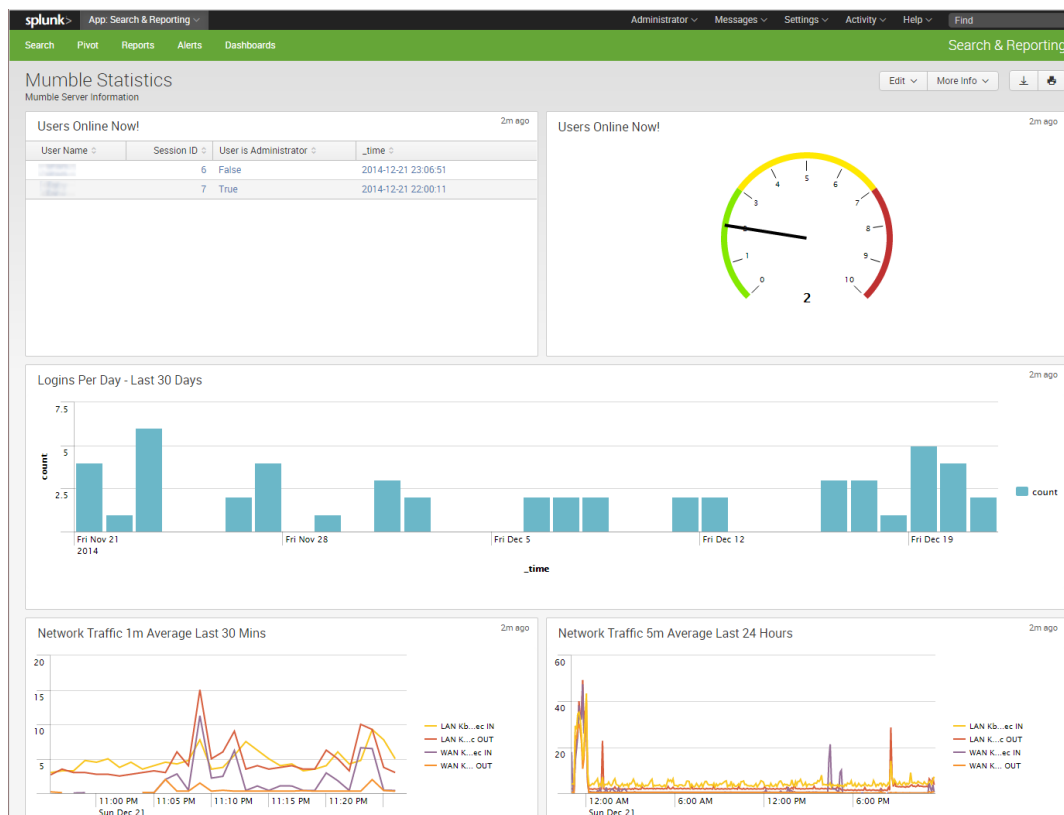 splunk> App: Search & Reporting Administrator Messages Settings Activity Help Find
Search Pivot Reports Alerts Dashboards Search & Reporting
Mumble Statistics
Mumble Server Information
Edit More Info
Users Online Now!
2m ago
User Name Session ID User is Administrator _time
6 False 2014-12-21 23:06:51
7 True 2014-12-21 22:00:11
Users Online Now!
2m ago
0 1 3 4 5 6 7 8 9 10
2
Logins Per Day - Last 30 Days
2m ago
7.5
5
2.5
count
Fri Nov 21
2014
Fri Nov 28
Fri Dec 5
Fri Dec 12
Fri Dec 19
_time
count
Network Traffic 1m Average Last 30 Mins
2m ago
20
15
10
5
11:00 PM
Sun Dec 21
11:05 PM
11:10 PM
11:15 PM
11:20 PM
LAN Kb...ec IN
LAN K...c OUT
WAN K...ec IN
WAN K... OUT
Network Traffic 5m Average Last 24 Hours
2m ago
60
40
20
12:00 AM
Sun Dec 21
6:00 AM
12:00 PM
6:00 PM
LAN Kb...ec IN
LAN K...c OUT
WAN K...ec IN
WAN K... OUT